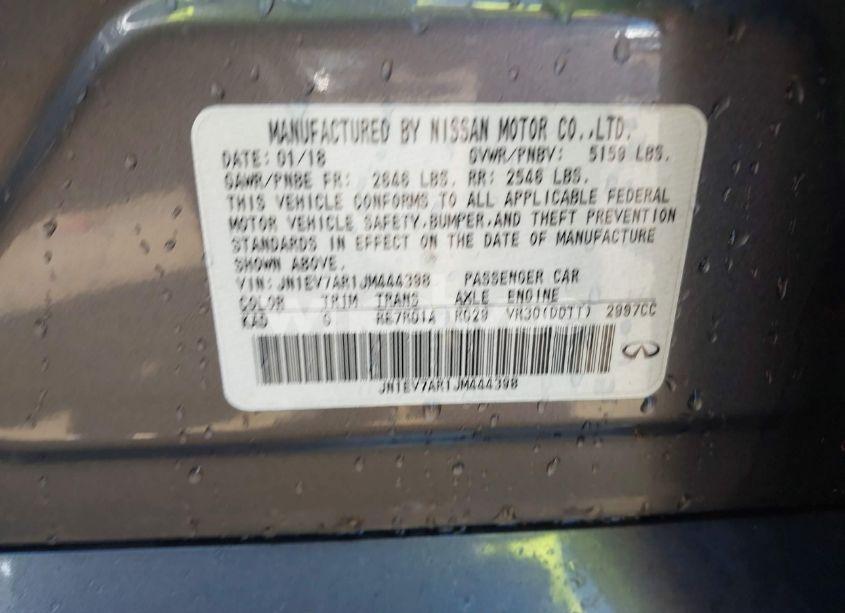 MANUFACTURED BY NISSAN MOTOR CO.,LTD.
DATE: 01/18 GVWR/PNBV: 5159 LBS.
GAWR/PNBE FR: 2646 LBS. RR: 2546 LBS.
THIS VEHICLE CONFORMS TO ALL APPLICABLE FEDERAL
MOTOR VEHICLE SAFETY,BUMPER,AND THEFT PREVENTION
STANDARDS IN EFFECT ON THE DATE OF MANUFACTURE
SHOWN ABOVE.
VIN: JN1EV7AR1JM444398 PASSENGER CAR
COLOR TRIM TRANS AXLE ENGINE
KAD G RE7R01A RG29 VR30(DDTT) 2997CC
JN1EV7AR1JM444398